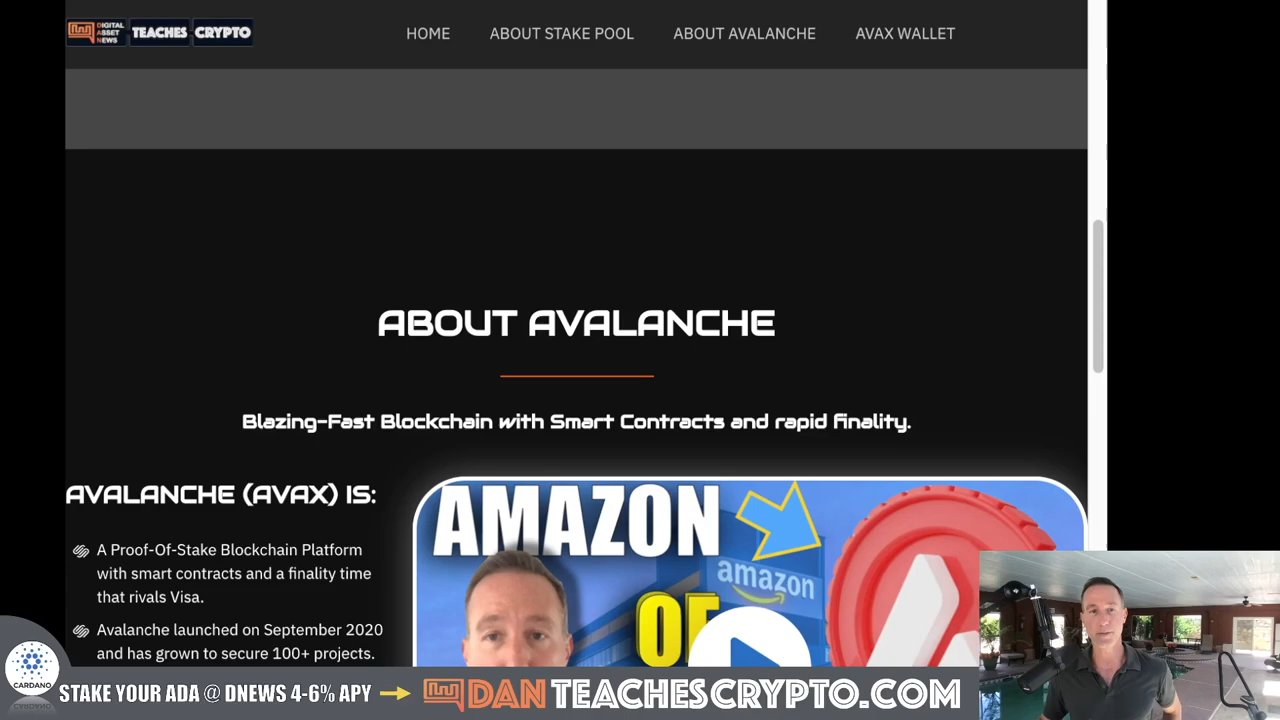 DIGITAL ASSET NEWS TEACHES CRYPTO
HOME ABOUT STAKE POOL ABOUT AVALANCHE AVAX WALLET
ABOUT AVALANCHE
Blazing-Fast Blockchain with Smart Contracts and rapid finality.
AVALANCHE (AVAX) IS:
A Proof-Of-Stake Blockchain Platform
with smart contracts and a finality time
that rivals Visa.
Avalanche launched on September 2020
and has grown to secure 100+ projects.
AMAZON
amazon
OF
CARDANO
STAKE YOUR ADA @ DNEWS 4-6% APY
DAN TEACHESCRYPTO.COM